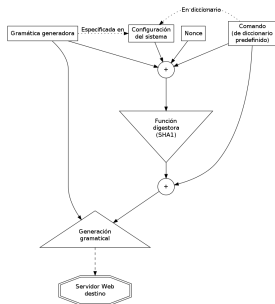 En diccionario
Gramática generadora
Especificada en
Configuración
del sistema
Nonce
Comando
(de diccionario
predefinido)
+
Función
digestora
(SHA1)
+
Generación
gramatical
Servidor Web
destino